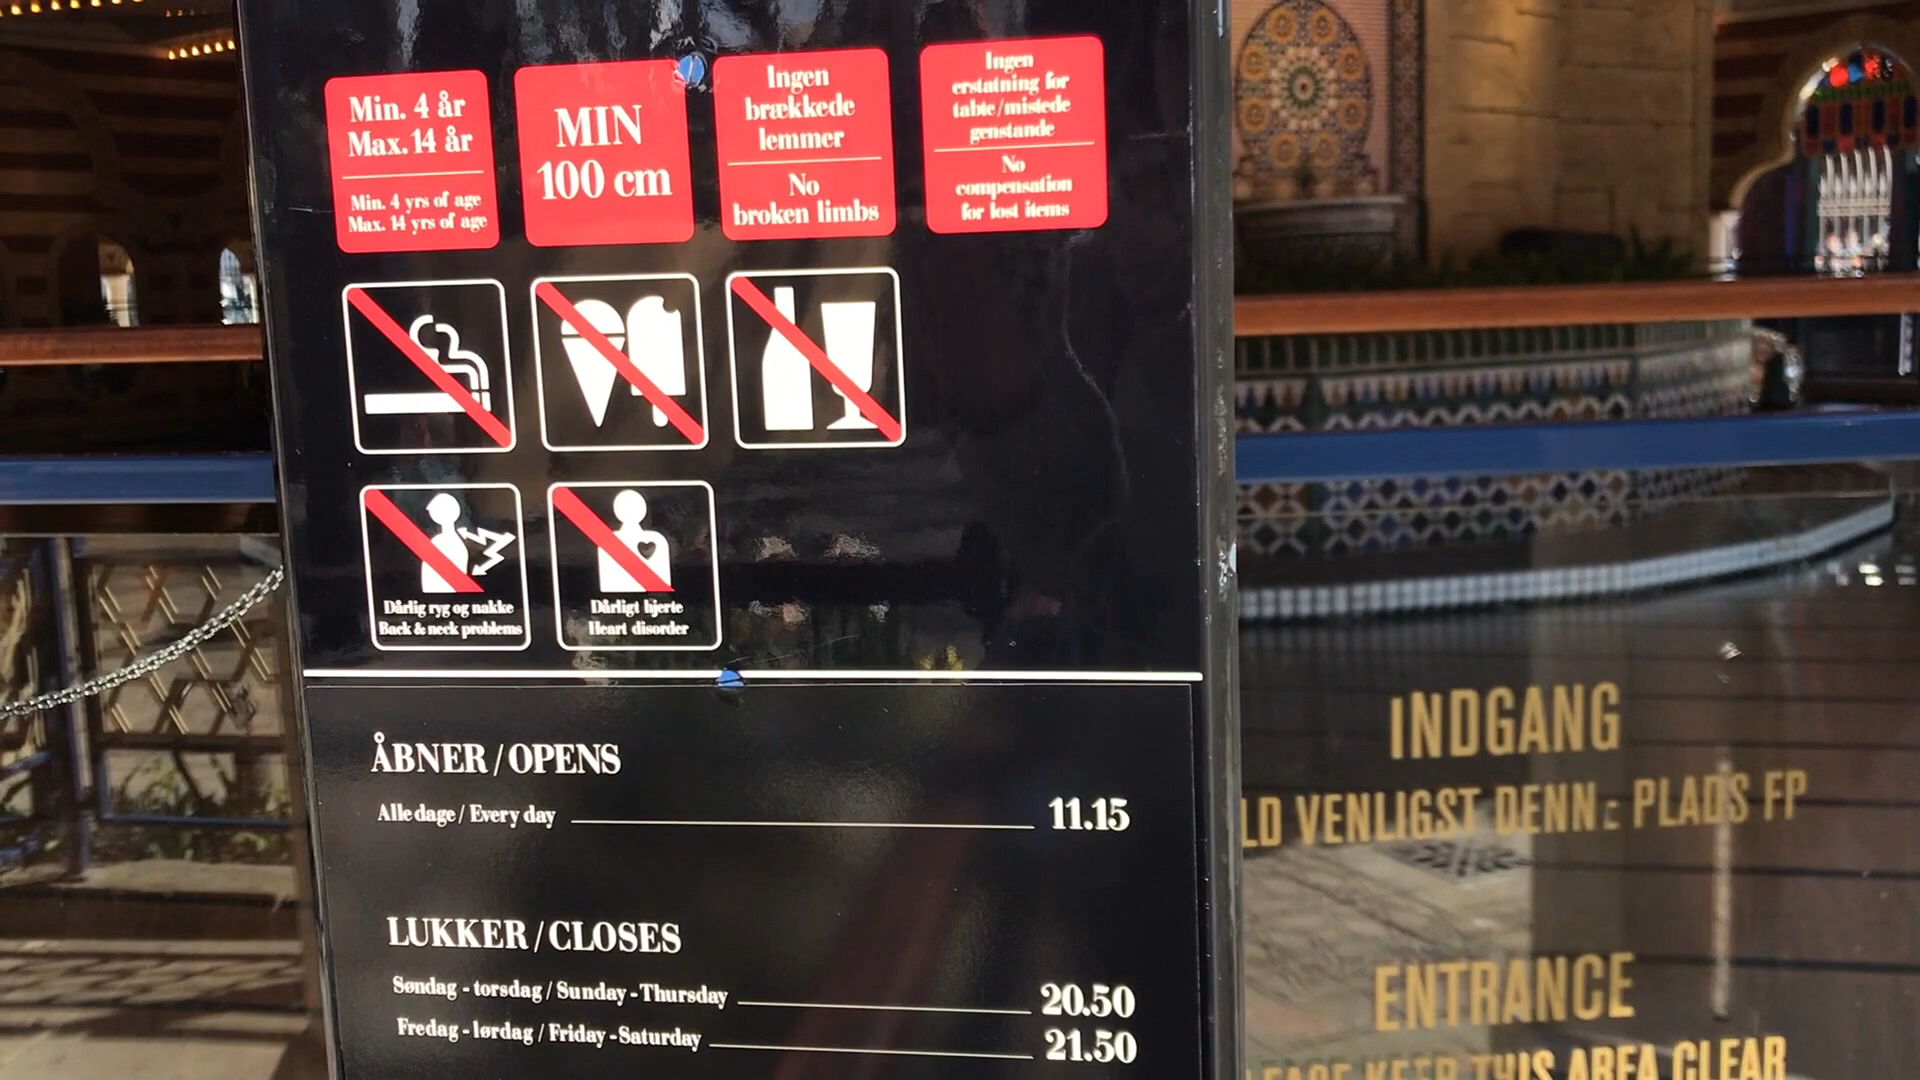 Min. 4 år
Max. 14 år
Min. 4 yrs of age
Max. 14 yrs of age
MIN
100 cm
Ingen
brækkede
lemmer
No
broken limbs
Ingen
erstatning for
tabte/mistede
genstande
No
compensation
for lost items
Dårlig ryg og nakke
Back & neck problems
Dårligt hjerte
Heart disorder
ÅBNER / OPENS
Alle dage / Every day 11.15
LUKKER / CLOSES
Søndag - torsdag / Sunday - Thursday 20.50
Fredag - lørdag / Friday - Saturday 21.50
INDGANG
VENLIGST PLADS
ENTRANCE
KEEP THIS AREA CLEAR